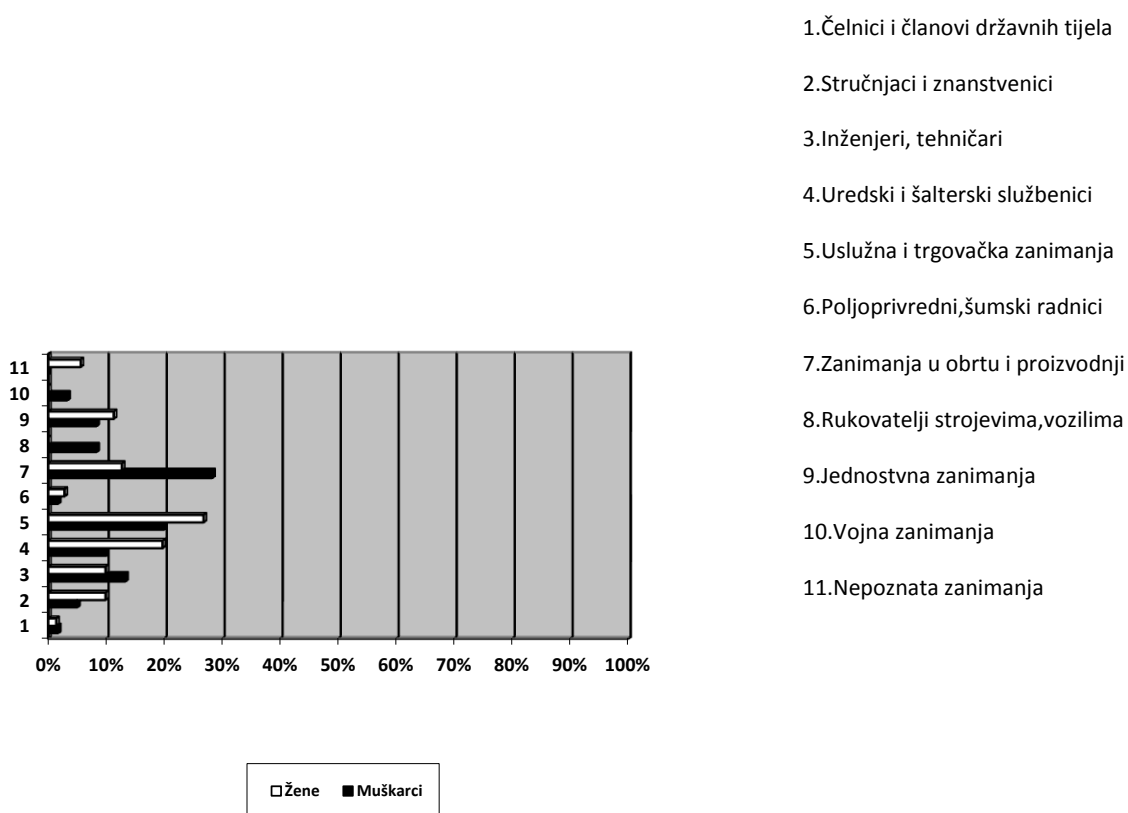 1.Čelnici i članovi državnih tijela
2.Stručnjaci i znanstvenici
3.Inženjeri, tehničari
4.Uredski i šalterski službenici
5.Uslužna i trgovačka zanimanja
6.Poljoprivredni,šumski radnici
7.Zanimanja u obrtu i proizvodnji
8.Rukovatelji strojevima,vozilima
9.Jednostvna zanimanja
10.Vojna zanimanja
11.Nepoznata zanimanja
11
10
9
8
7
6
5
4
3
2
1
0% 10% 20% 30% 40% 50% 60% 70% 80% 90% 100%
Žene Muškarci